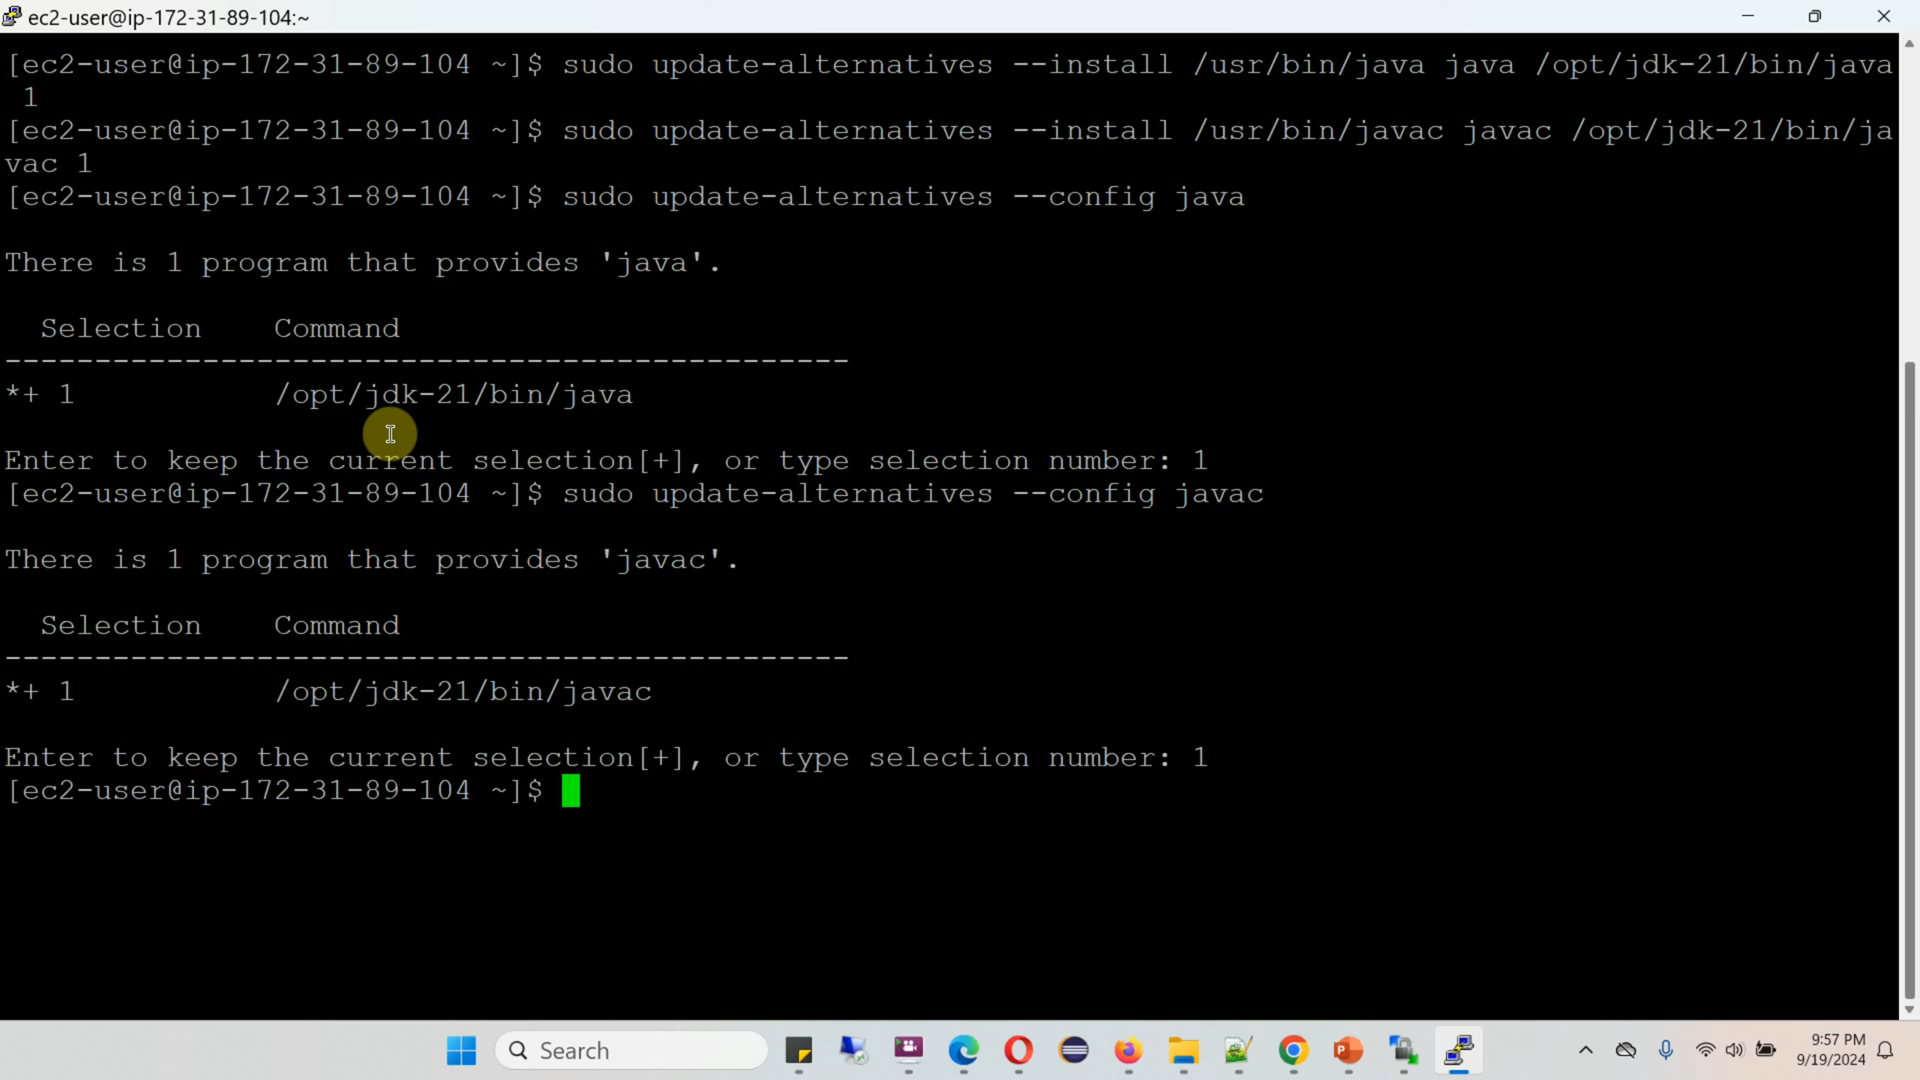 ec2-user@ip-172-31-89-104:~
[ec2-user@ip-172-31-89-104 ~]$ sudo update-alternatives --install /usr/bin/java java /opt/jdk-21/bin/java
 1
[ec2-user@ip-172-31-89-104 ~]$ sudo update-alternatives --install /usr/bin/javac javac /opt/jdk-21/bin/ja
vac 1
[ec2-user@ip-172-31-89-104 ~]$ sudo update-alternatives --config java
There is 1 program that provides 'java'.
  Selection    Command
-----------------------------------------------
*+ 1           /opt/jdk-21/bin/java
Enter to keep the current selection[+], or type selection number: 1
[ec2-user@ip-172-31-89-104 ~]$ sudo update-alternatives --config javac
There is 1 program that provides 'javac'.
  Selection    Command
-----------------------------------------------
*+ 1           /opt/jdk-21/bin/javac
Enter to keep the current selection[+], or type selection number: 1
[ec2-user@ip-172-31-89-104 ~]$
Search
9:57 PM
9/19/2024